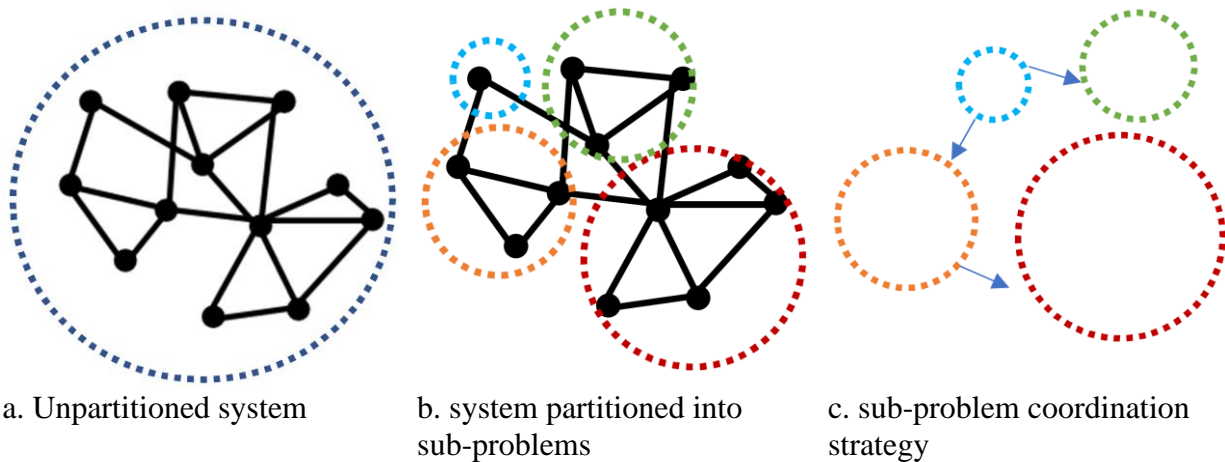 a. Unpartitioned system
b. system partitioned into
sub-problems
c. sub-problem coordination
strategy